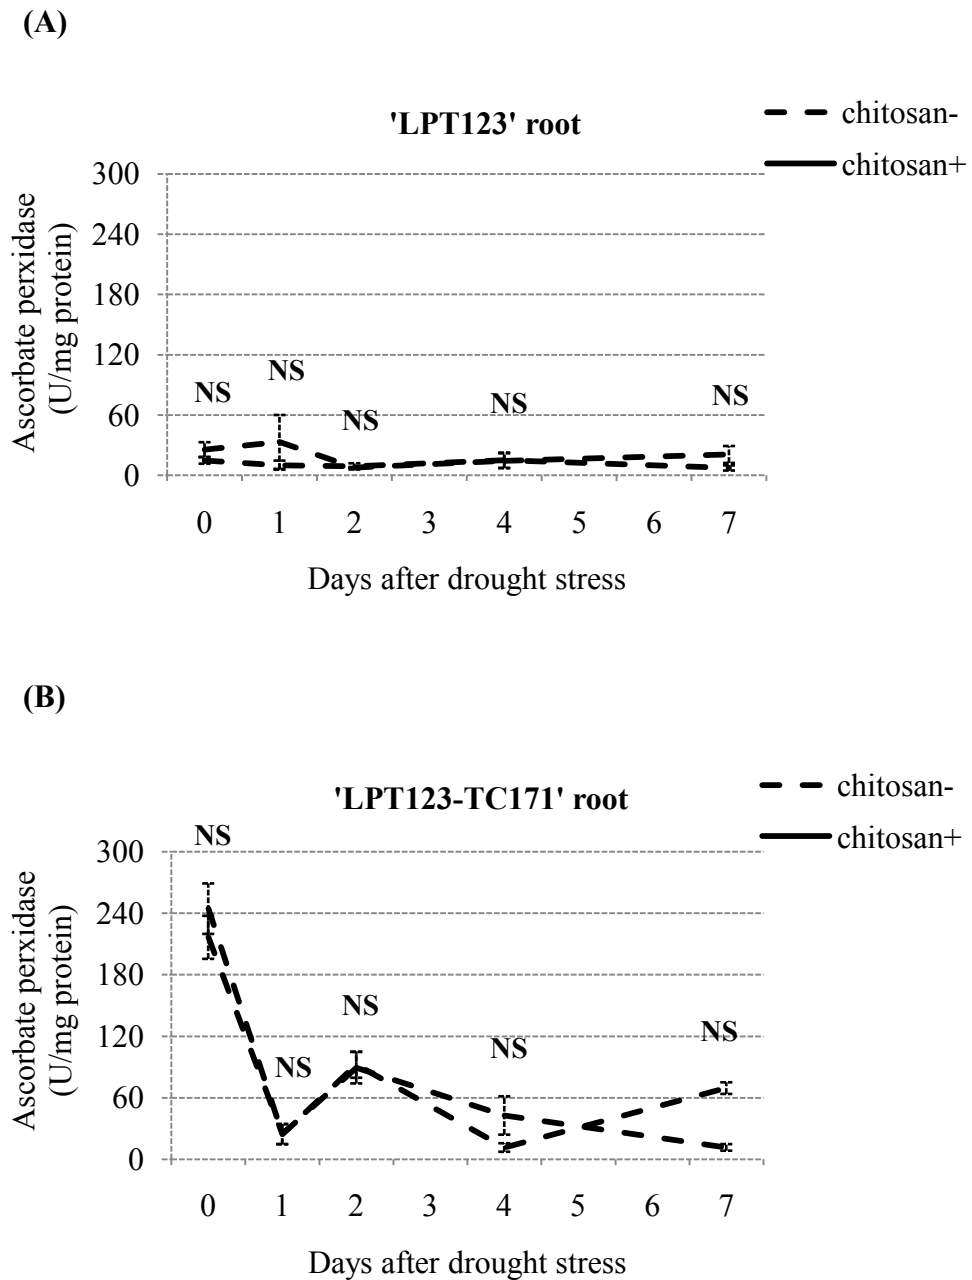 (A)
'LPT123' root
chitosan-
chitosan+
Ascorbate perxidase
(U/mg protein)
300
240
180
120
60
0
NS
NS
NS
NS
NS
0 1 2 3 4 5 6 7
Days after drought stress
(B)
'LPT123-TC171' root
chitosan-
chitosan+
Ascorbate perxidase
(U/mg protein)
300
240
180
120
60
0
NS
NS
NS
NS
NS
0 1 2 3 4 5 6 7
Days after drought stress